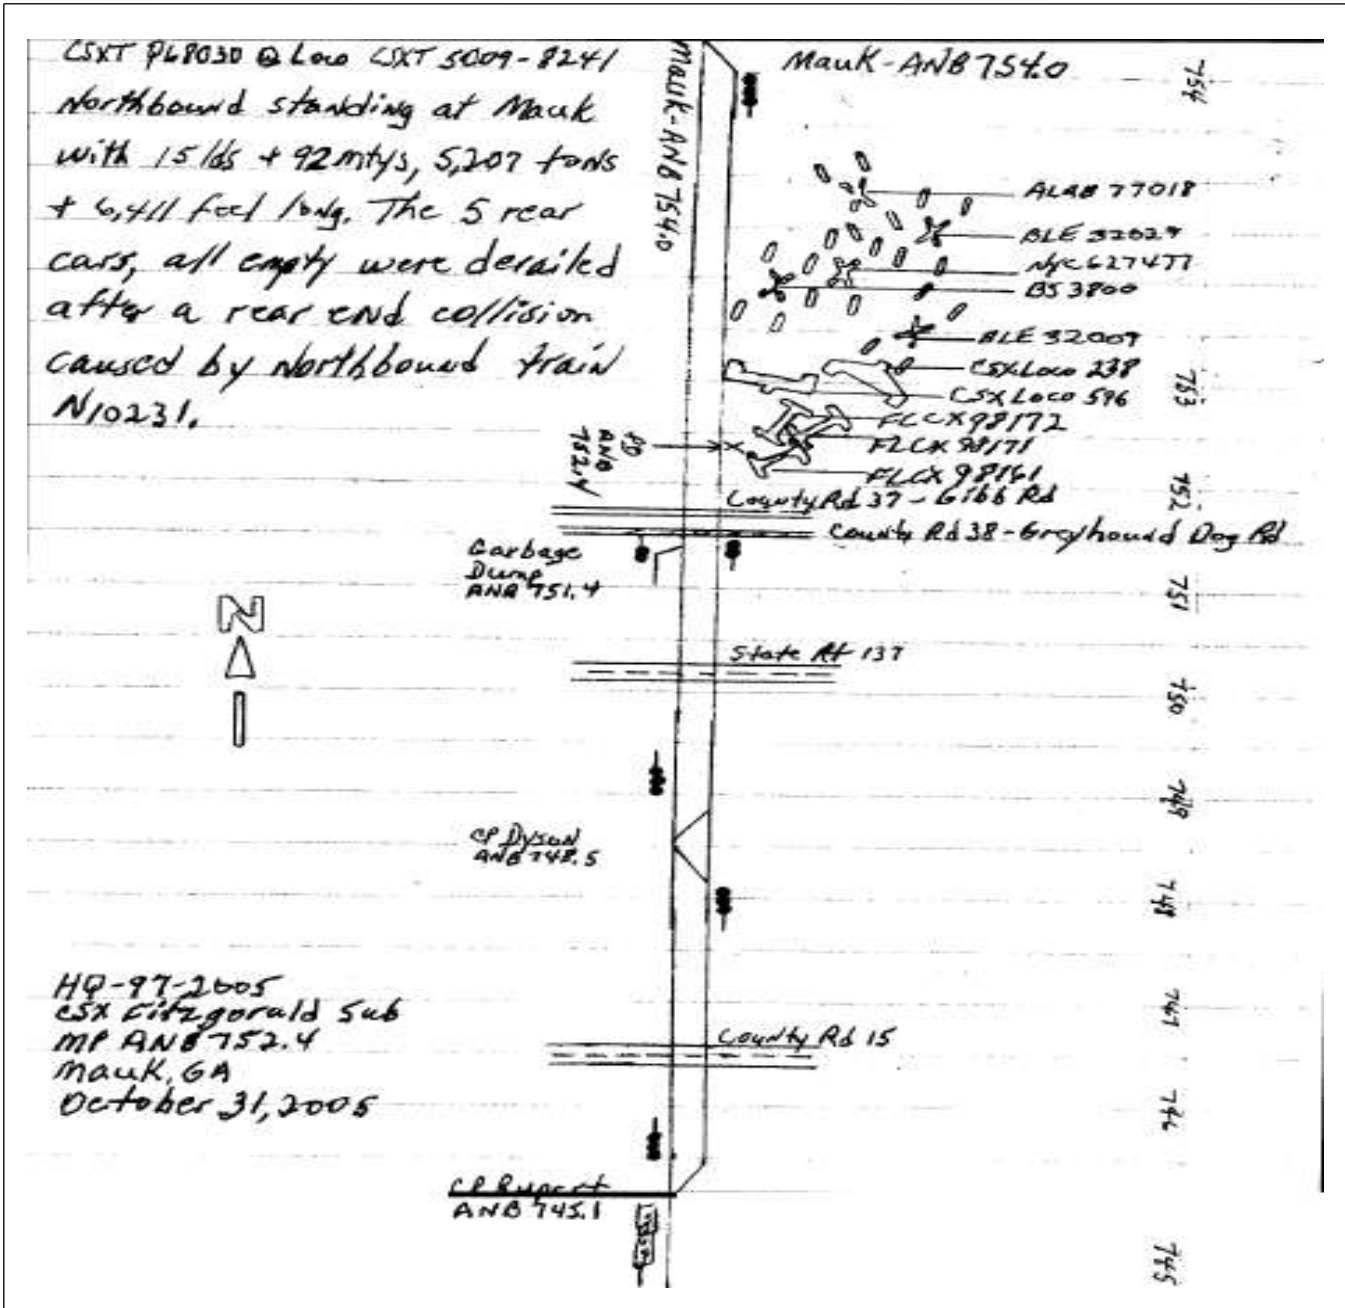 CSXT @ Loco CSXT 5009-8241
Northbound standing at Mauk
with 15 lds + 92 mtys, 5,207 tons
+ 6,411 feet long. The 5 rear
cars, all empty were derailed
after a rear end collision
caused by Northbound train
N10231.
Mauk-ANB 754.0
Mauk-ANB 754.0
754
ALAB 77018
BLE 32029
NYC 627477
BS 3800
BLE 32009
CSX Loco 238
753
CSX Loco 596
FLCX 98172
FLCX 98171
PD
ANB
752.4
FLCX 98161
752
County Rd 37 - Gibb Rd
County Rd 38 - Greyhound Dog Rd
Garbage
Dump
ANB 751.4
751
N
State Rt 137
750
749
CP Dyson
ANB 748.5
748
HQ-97-2005
CSX Fitzgorald Sub
MP ANB 752.4
Mauk, GA
October 31, 2005
747
County Rd 15
746
CP Rupert
ANB 745.1
745